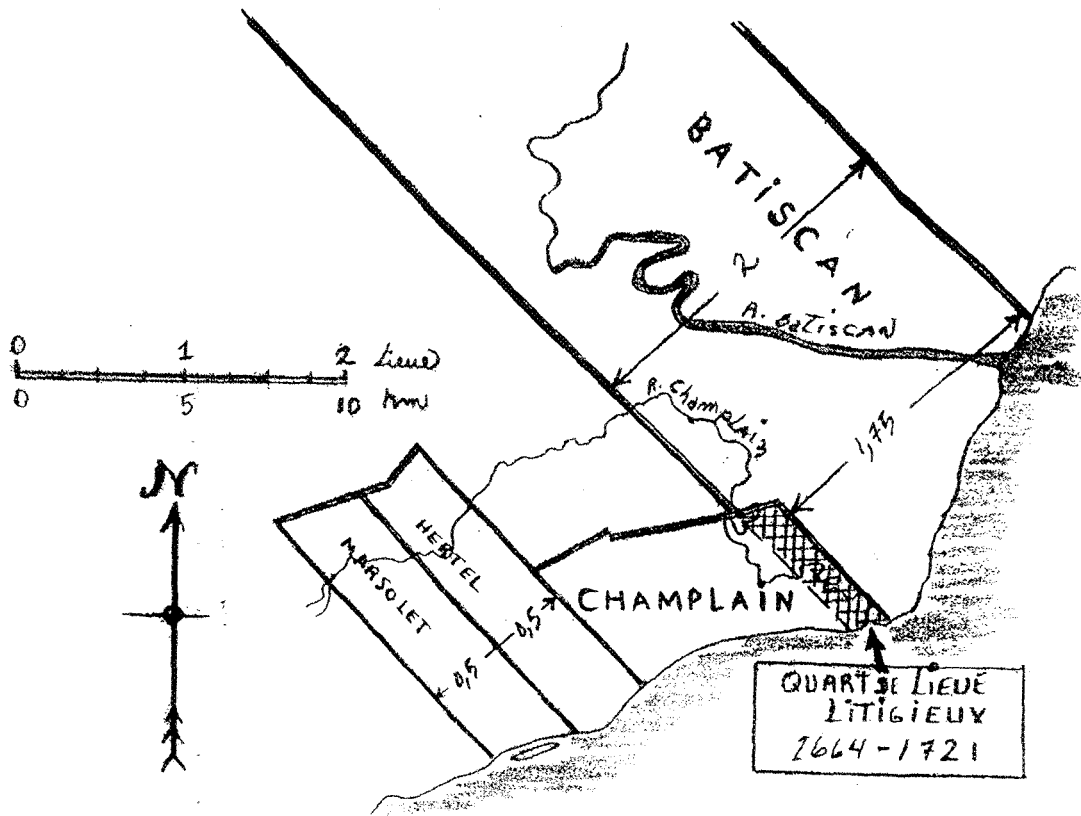 BATiSCAN
2
R. BaTiSCAN
0 1 2 Lieue
0 5 10 km
R. Champlain
1,75
N
HERTEL
MARSOLET
CHAMPLAiN
0,5
0,5
QUART DE LiEUE
LiTiGiEUX
1664-1721